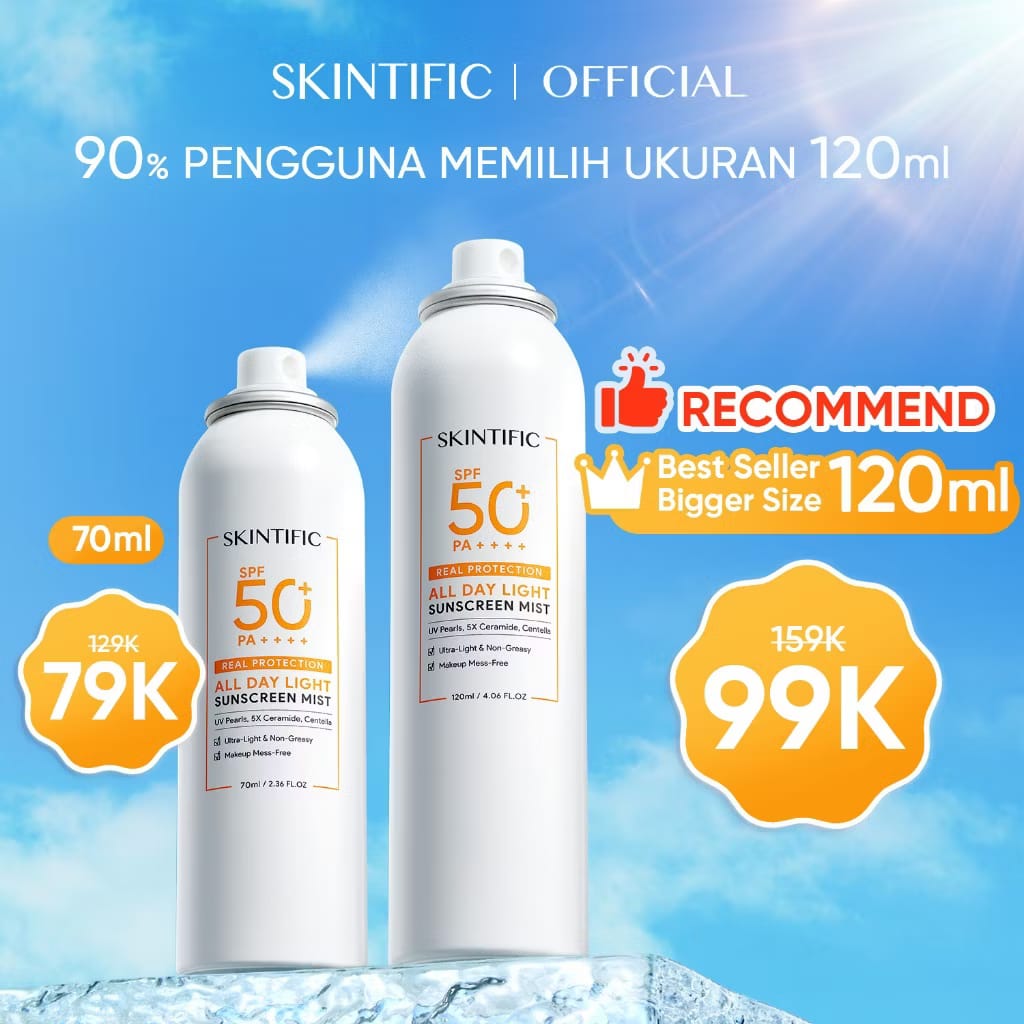 SKINTIFIC | OFFICIAL
90% PENGGUNA MEMILIH UKURAN 120ml
RECOMMEND
Best Seller
Bigger Size
120ml
70ml
129K
79K
159K
99K
SKINTIFIC
SPF
50+
PA++++
REAL PROTECTION
ALL DAY LIGHT
SUNSCREEN MIST
UV Pearls, 5X Ceramide, Centella
Ultra-Light & Non-Greasy
Makeup Mess-Free
70ml / 2.36 FL.OZ
SKINTIFIC
SPF
50+
PA++++
REAL PROTECTION
ALL DAY LIGHT
SUNSCREEN MIST
UV Pearls, 5X Ceramide, Centella
Ultra-Light & Non-Greasy
Makeup Mess-Free
120ml / 4.06 FL.OZ